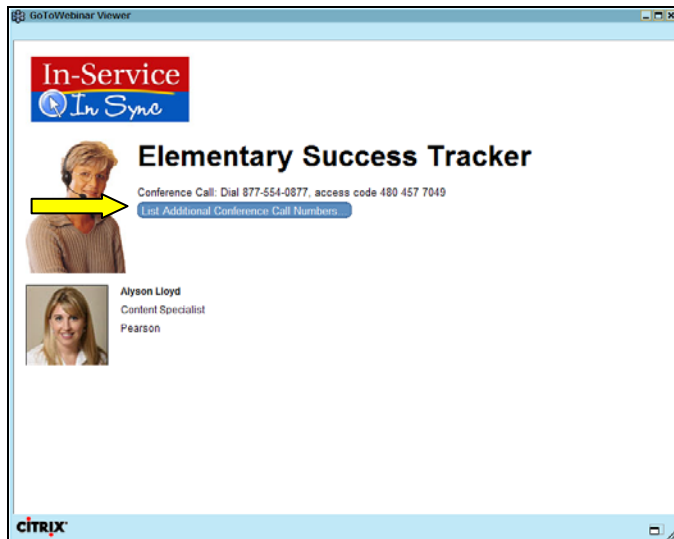 GoToWebinar Viewer
In-Service
In Sync
Elementary Success Tracker
Conference Call: Dial 877-554-0877, access code 480 457 7049
List Additional Conference Call Numbers...
Alyson Lloyd
Content Specialist
Pearson
CITRIX